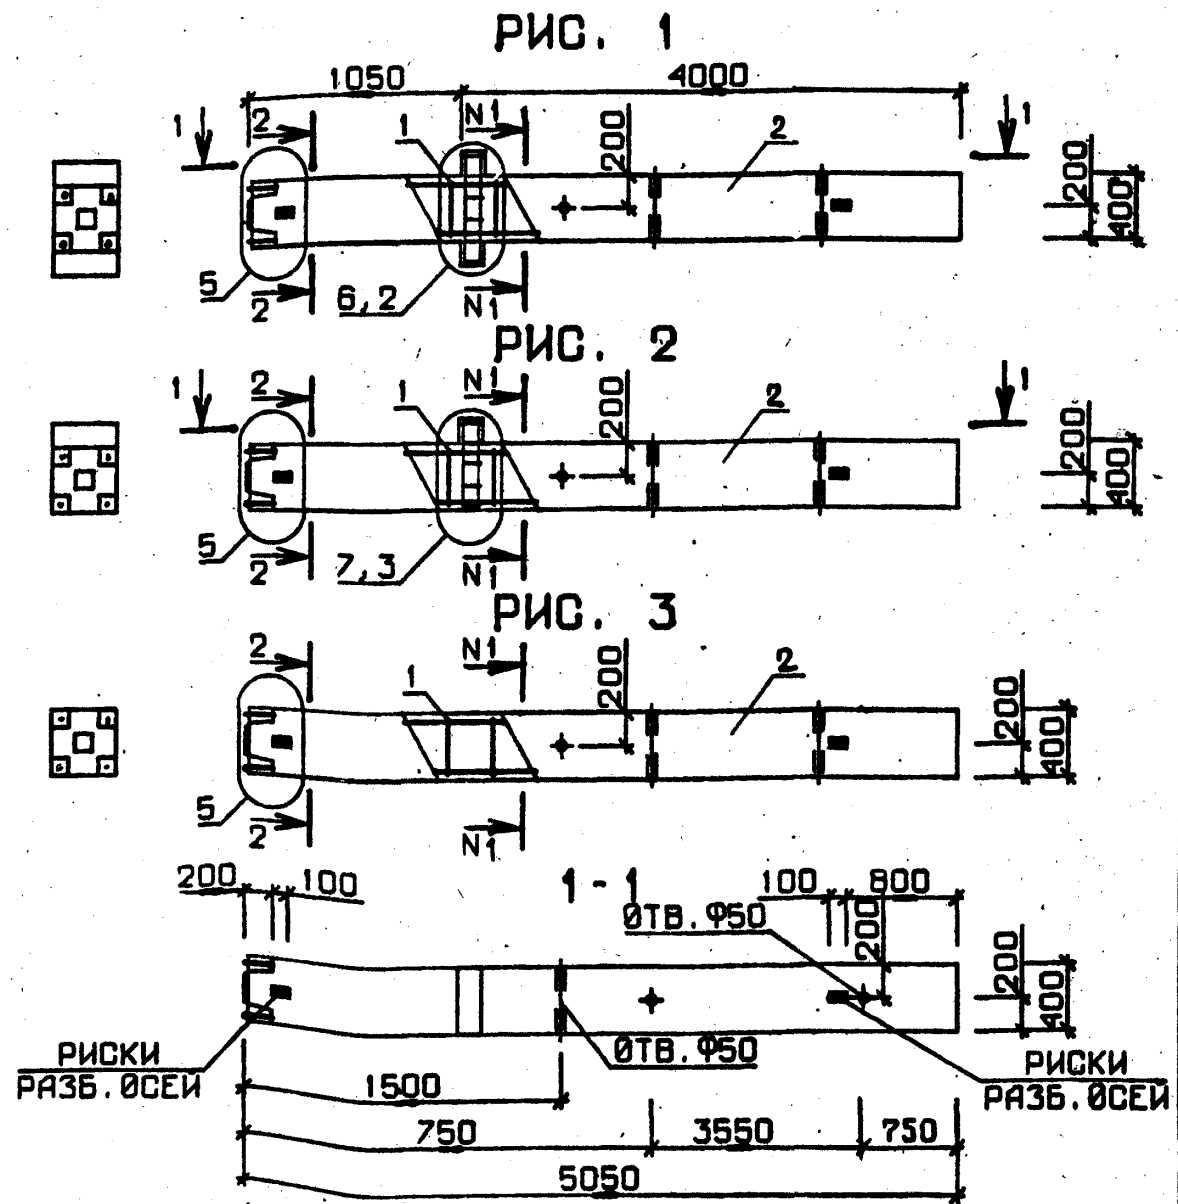 РИС. 1
1050 4000
1 2 N1 1 200 2 1
200
400
5 2 6,2 N1
РИС. 2
1 2 N1 1 200 2 1
200
400
5 2 7,3 N1
РИС. 3
2 N1 1 200 2
200
400
5 2 N1
200 100 1-1 100 800
ОТВ. Ф50 200
200
400
РИСКИ
РАЗБ. ОСЕЙ
ОТВ. Ф50
РИСКИ
РАЗБ. ОСЕЙ
1500
750 3550 750
5050